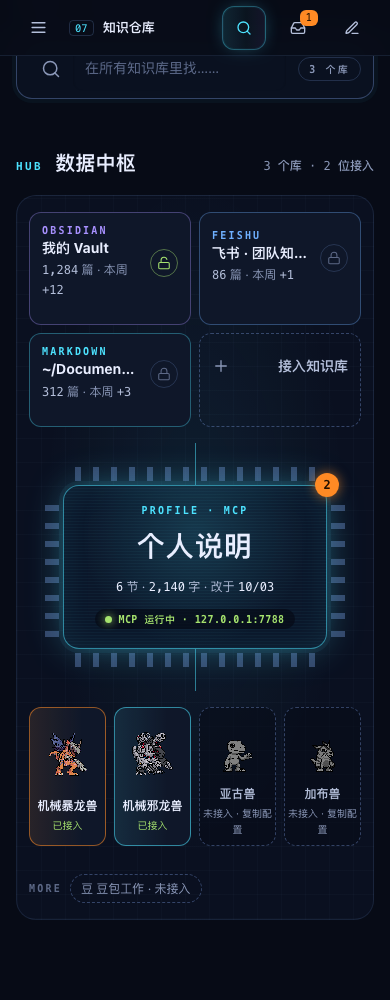 07 知识仓库
1
在所有知识库里找……
3 个库
HUB 数据中枢
3 个库 · 2 位接入
OBSIDIAN
我的 Vault
1,284 篇 · 本周
+12
FEISHU
飞书 · 团队知...
86 篇 · 本周 +1
MARKDOWN
~/Documen...
312 篇 · 本周 +3
接入知识库
2
PROFILE · MCP
个人说明
6 节 · 2,140 字 · 改于 10/03
MCP 运行中 · 127.0.0.1:7788
机械暴龙兽
已接入
机械邪龙兽
已接入
亚古兽
未接入 · 复制配
置
加布兽
未接入 · 复制配
置
MORE 豆 豆包工作 · 未接入